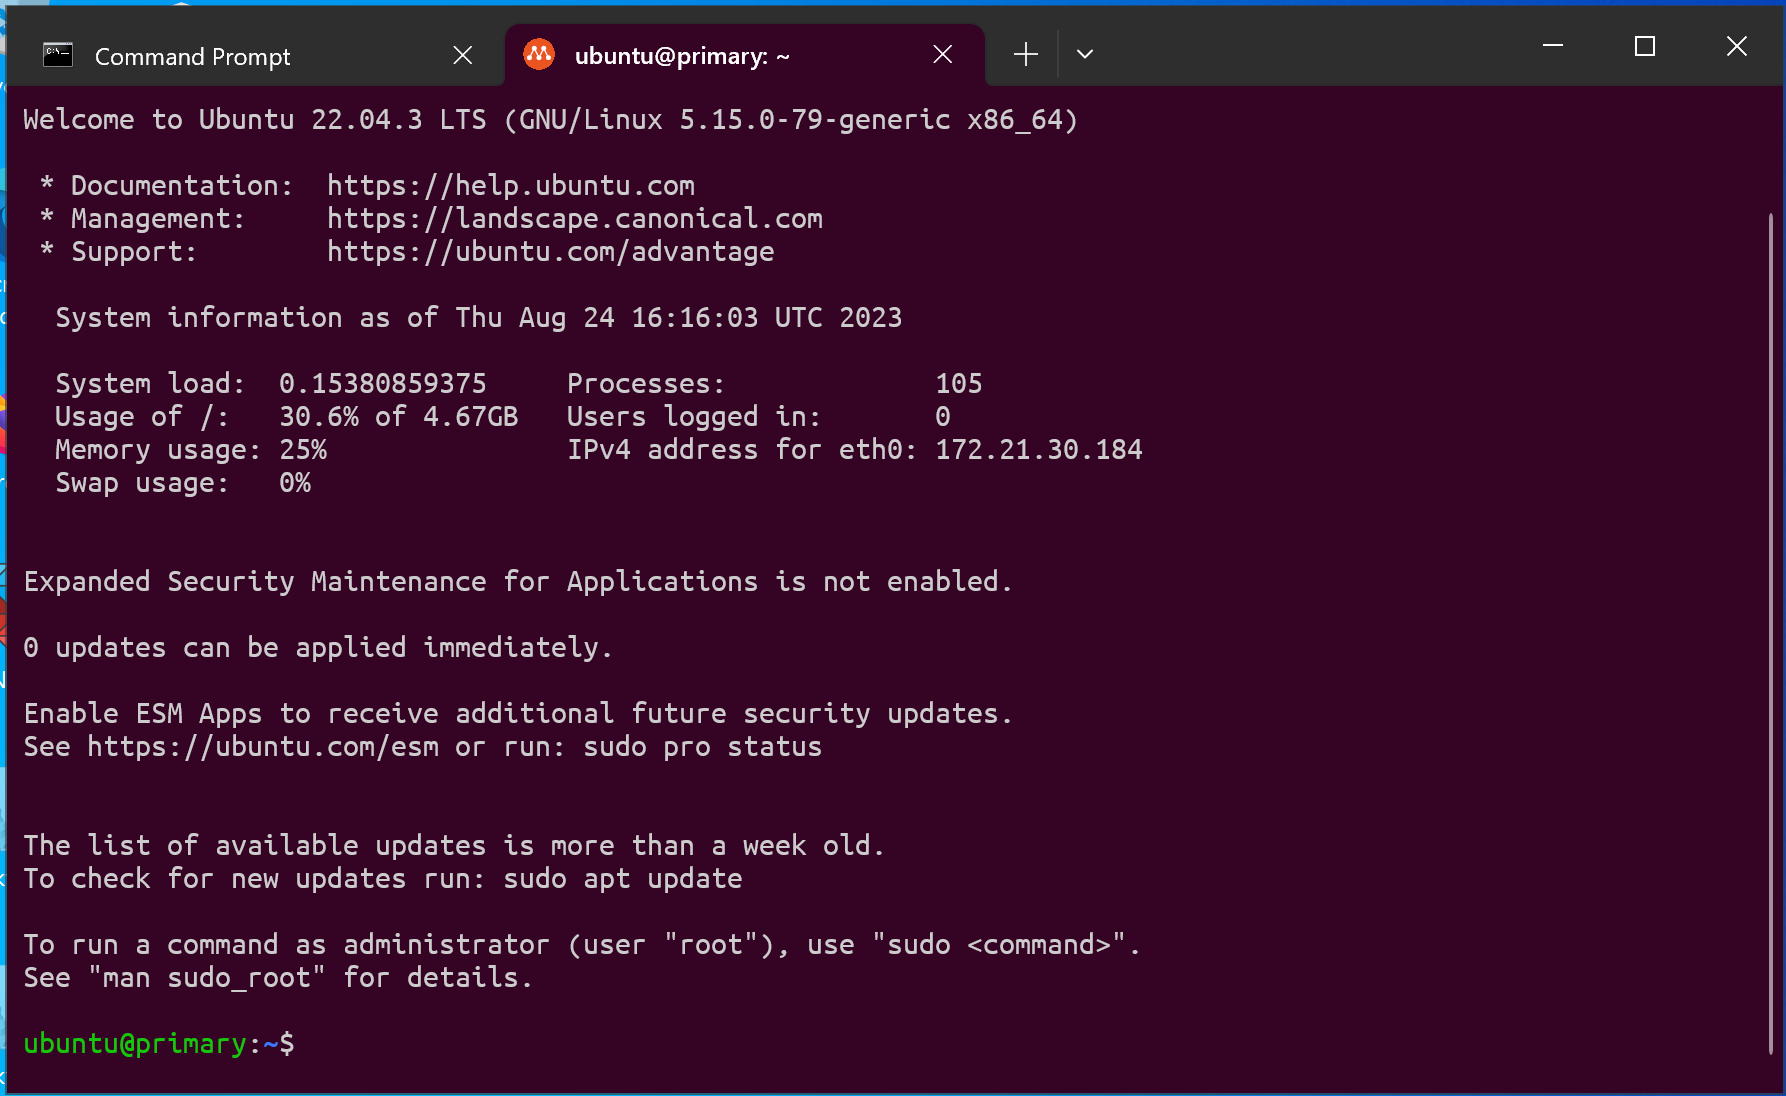 Command Prompt
ubuntu@primary: ~
Welcome to Ubuntu 22.04.3 LTS (GNU/Linux 5.15.0-79-generic x86_64)
* Documentation:  https://help.ubuntu.com
* Management:     https://landscape.canonical.com
* Support:        https://ubuntu.com/advantage
System information as of Thu Aug 24 16:16:03 UTC 2023
System load:  0.15380859375     Processes:             105
Usage of /:   30.6% of 4.67GB   Users logged in:       0
Memory usage: 25%               IPv4 address for eth0: 172.21.30.184
Swap usage:   0%
Expanded Security Maintenance for Applications is not enabled.
0 updates can be applied immediately.
Enable ESM Apps to receive additional future security updates.
See https://ubuntu.com/esm or run: sudo pro status
The list of available updates is more than a week old.
To check for new updates run: sudo apt update
To run a command as administrator (user "root"), use "sudo <command>".
See "man sudo_root" for details.
ubuntu@primary:~$